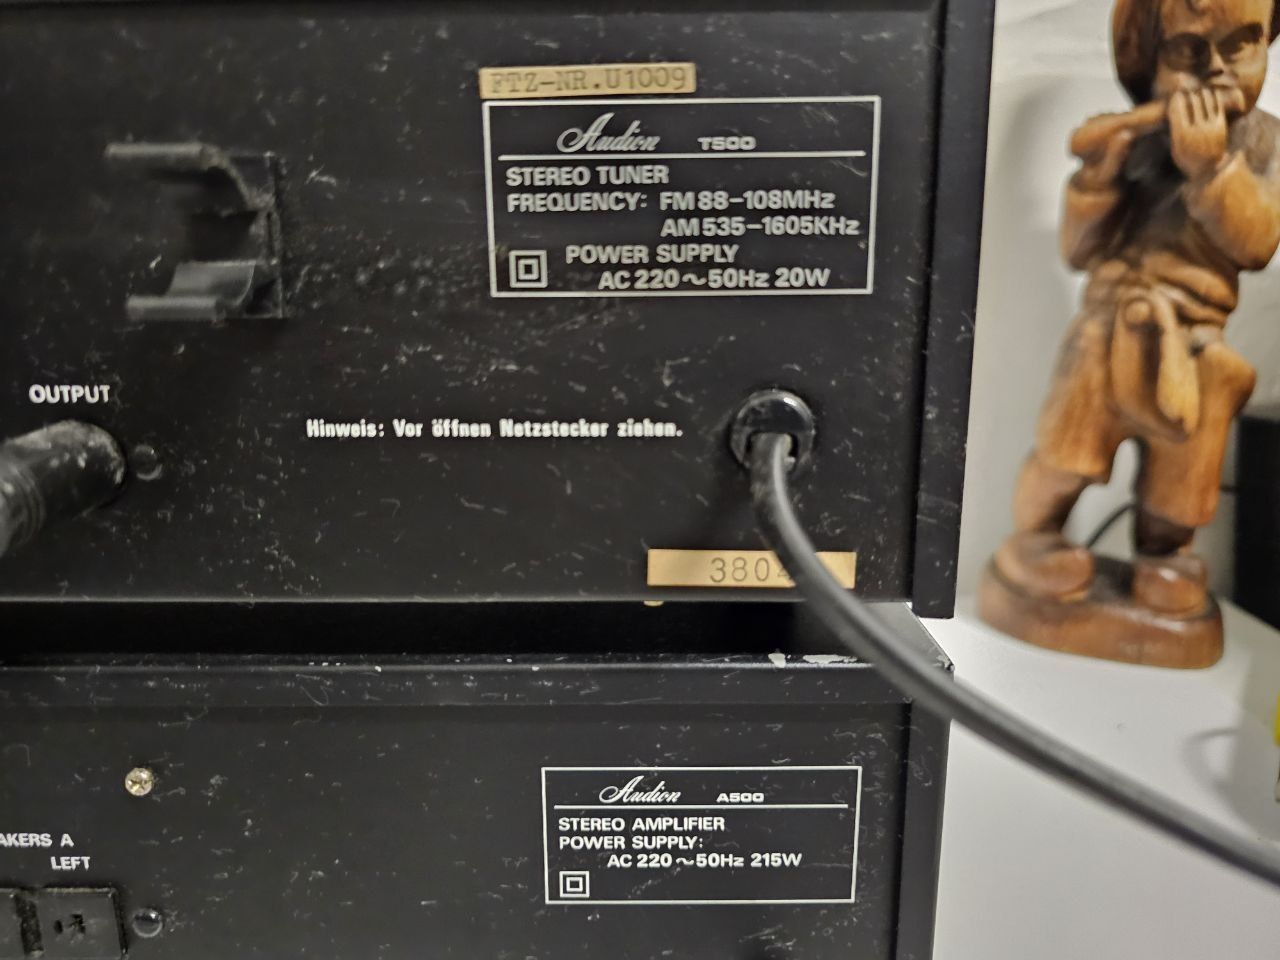 FTZ-NR.U1009
Audion T500
STEREO TUNER
FREQUENCY: FM 88-108MHz
AM 535-1605KHz
POWER SUPPLY
AC 220~50Hz 20W
OUTPUT
Hinweis: Vor öffnen Netzstecker ziehen.
Audion A500
STEREO AMPLIFIER
POWER SUPPLY:
AC 220~50Hz 215W
AKERS A
LEFT